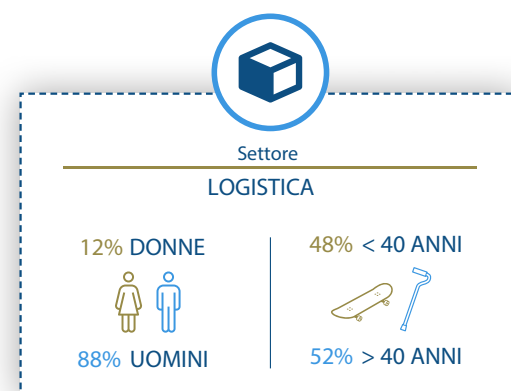 Settore
LOGISTICA
12% DONNE
88% UOMINI
48% < 40 ANNI
52% > 40 ANNI